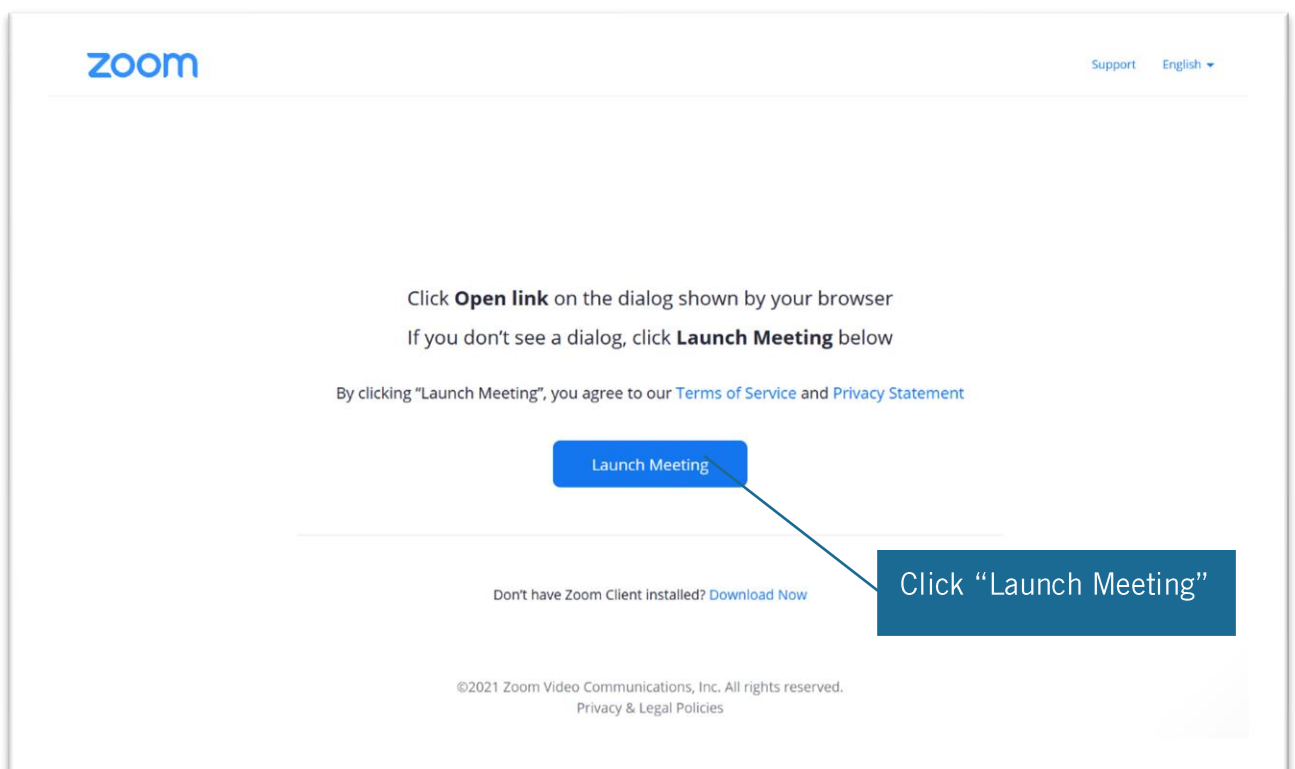 zoom
Support English
Click Open link on the dialog shown by your browser
If you don’t see a dialog, click Launch Meeting below
By clicking “Launch Meeting”, you agree to our Terms of Service and Privacy Statement
Launch Meeting
Click “Launch Meeting”
Don’t have Zoom Client installed? Download Now
©2021 Zoom Video Communications, Inc. All rights reserved.
Privacy & Legal Policies